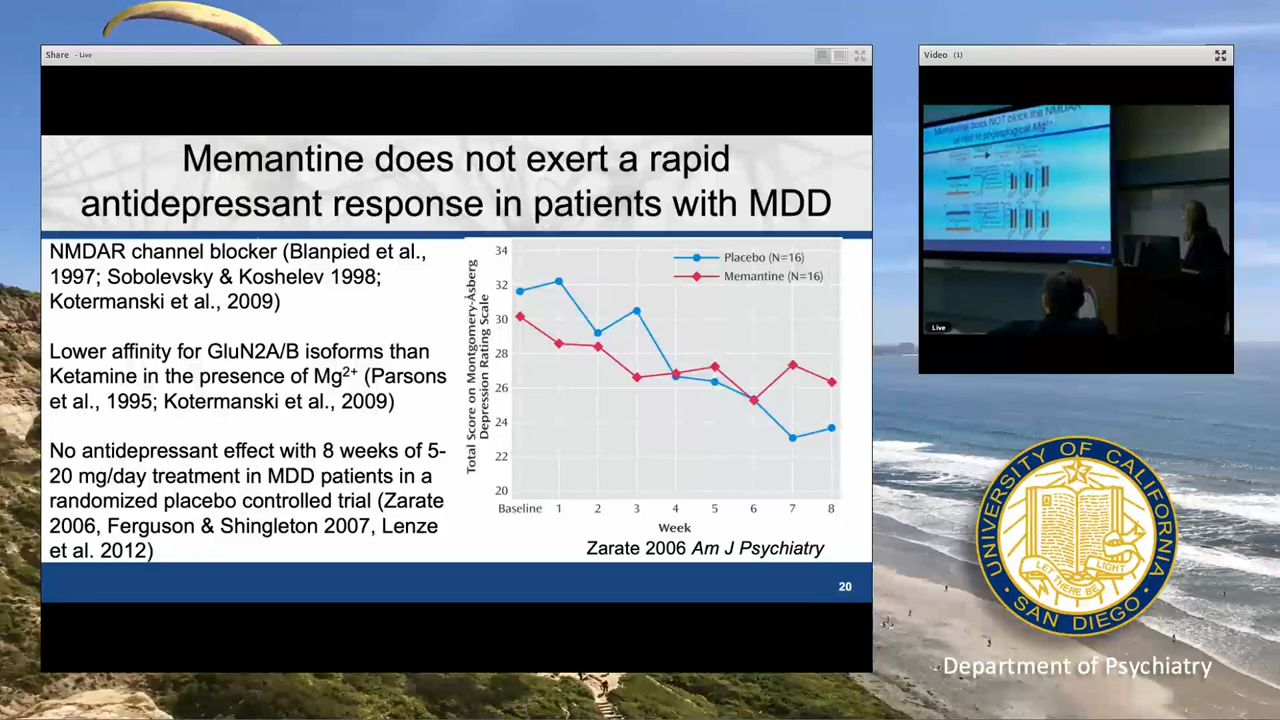 Share - Live
Memantine does not exert a rapid
antidepressant response in patients with MDD
NMDAR channel blocker (Blanpied et al.,
1997; Sobolevsky & Koshelev 1998;
Kotermanski et al., 2009)
Lower affinity for GluN2A/B isoforms than
Ketamine in the presence of Mg²⁺ (Parsons
et al., 1995; Kotermanski et al., 2009)
No antidepressant effect with 8 weeks of 5-
20 mg/day treatment in MDD patients in a
randomized placebo controlled trial (Zarate
2006, Ferguson & Shingleton 2007, Lenze
et al. 2012)
Total Score on Montgomery-Åsberg
Depression Rating Scale
34
32
30
28
26
24
22
20
Placebo (N=16)
Memantine (N=16)
Baseline 1 2 3 4 5 6 7 8
Week
Zarate 2006 Am J Psychiatry
20
Video (1)
Memantine does NOT block the NMDAR
at rest in physiological Mg²⁺
Live
UNIVERSITY OF CALIFORNIA
LET THERE BE LIGHT
SAN DIEGO
Department of Psychiatry